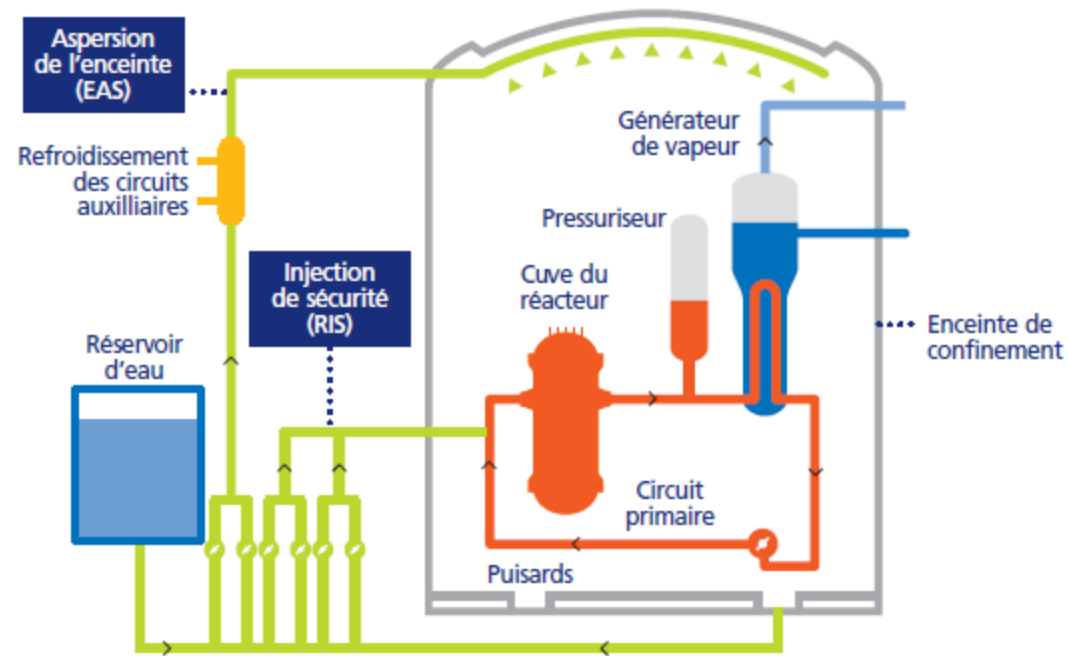 Aspersion
de l'enceinte
(EAS)
Refroidissement
des circuits
auxilliaires
Injection
de sécurité
(RIS)
Réservoir
d'eau
Générateur
de vapeur
Pressuriseur
Cuve du
réacteur
Enceinte de
confinement
Circuit
primaire
Puisards